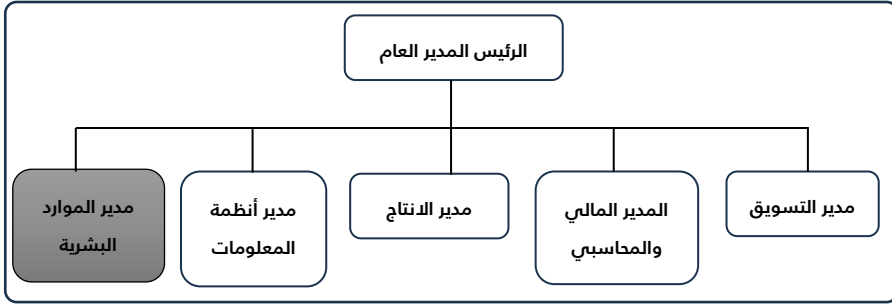 الرئيس المدير العام
مدير التسويق
المدير المالي
والمحاسبي
مدير الانتاج
مدير أنظمة
المعلومات
مدير الموارد
البشرية